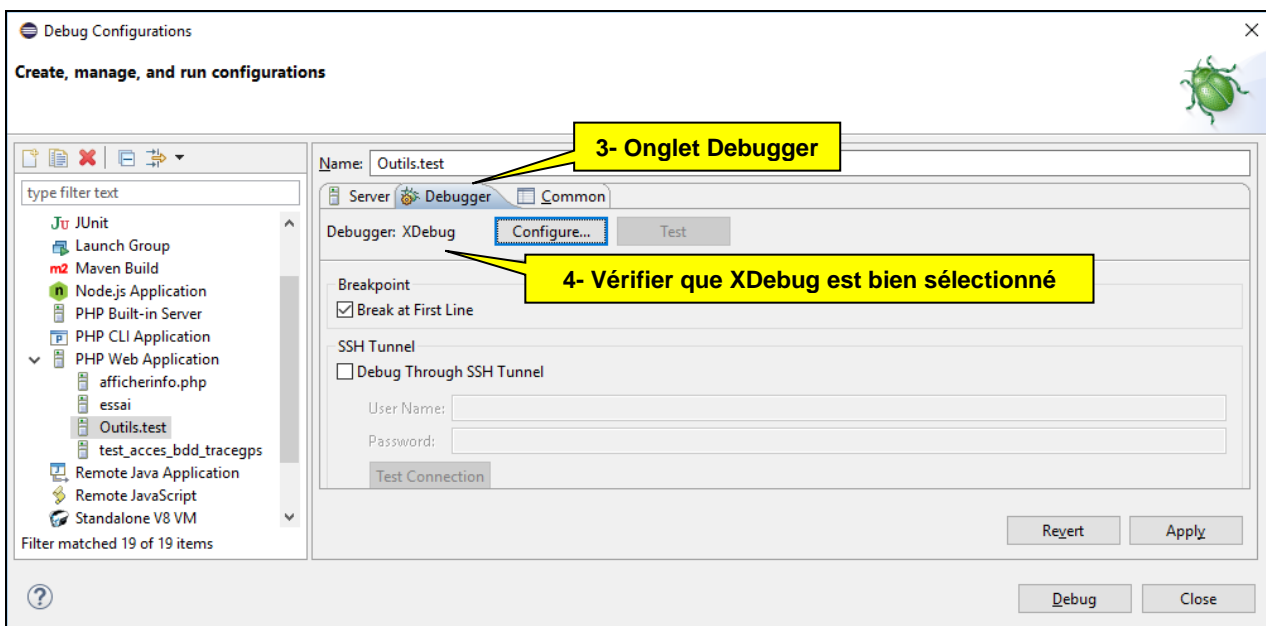 Debug Configurations
Create, manage, and run configurations
3- Onglet Debugger
Name: Outils.test
type filter text
Server Debugger Common
Ju JUnit
Launch Group
m2 Maven Build
n Node.js Application
PHP Built-in Server
P PHP CLI Application
PHP Web Application
afficherinfo.php
essai
Outils.test
test_acces_bdd_tracegps
Remote Java Application
Remote JavaScript
Standalone V8 VM
Filter matched 19 of 19 items
Debugger: XDebug Configure... Test
4- Vérifier que XDebug est bien sélectionné
Breakpoint
Break at First Line
SSH Tunnel
Debug Through SSH Tunnel
User Name:
Password:
Test Connection
Revert Apply
? Debug Close